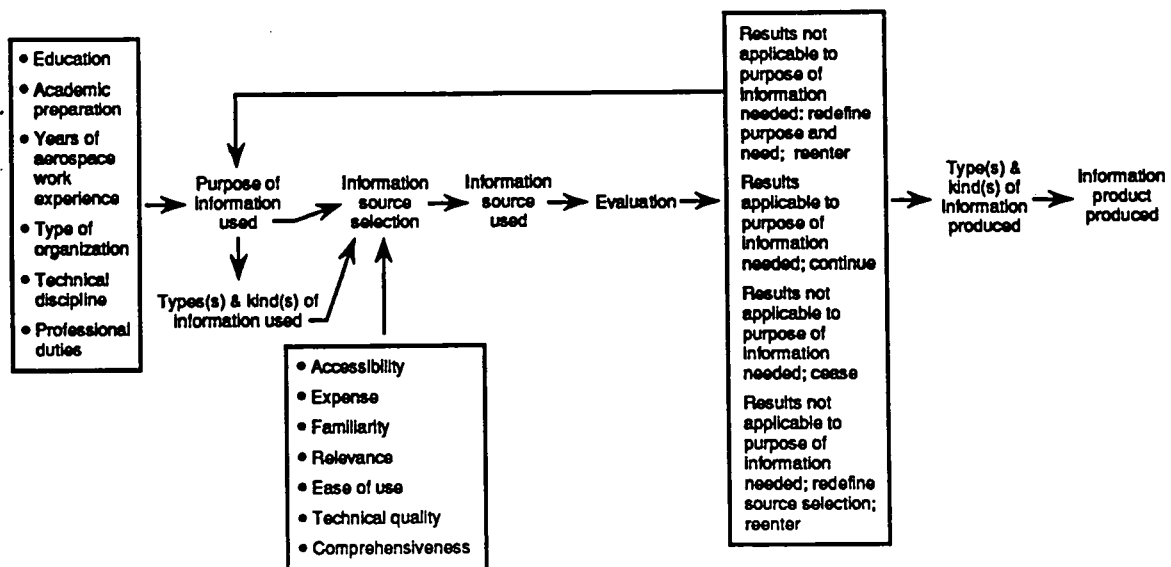 • Education
• Academic
preparation
• Years of
aerospace
work
experience
• Type of
organization
• Technical
discipline
• Professional
duties
Purpose of
information
used
Types(s) & kind(s) of
information used
Information
source
selection
• Accessibility
• Expense
• Familiarity
• Relevance
• Ease of use
• Technical quality
• Comprehensiveness
Information
source
used
Evaluation
Results not
applicable to
purpose of
information
needed; redefine
purpose and
need; reenter
Results
applicable to
purpose of
information
needed; continue
Results not
applicable to
purpose of
information
needed; cease
Results not
applicable to
purpose of
information
needed; redefine
source selection;
reenter
Type(s) &
kind(s) of
information
produced
Information
product
produced